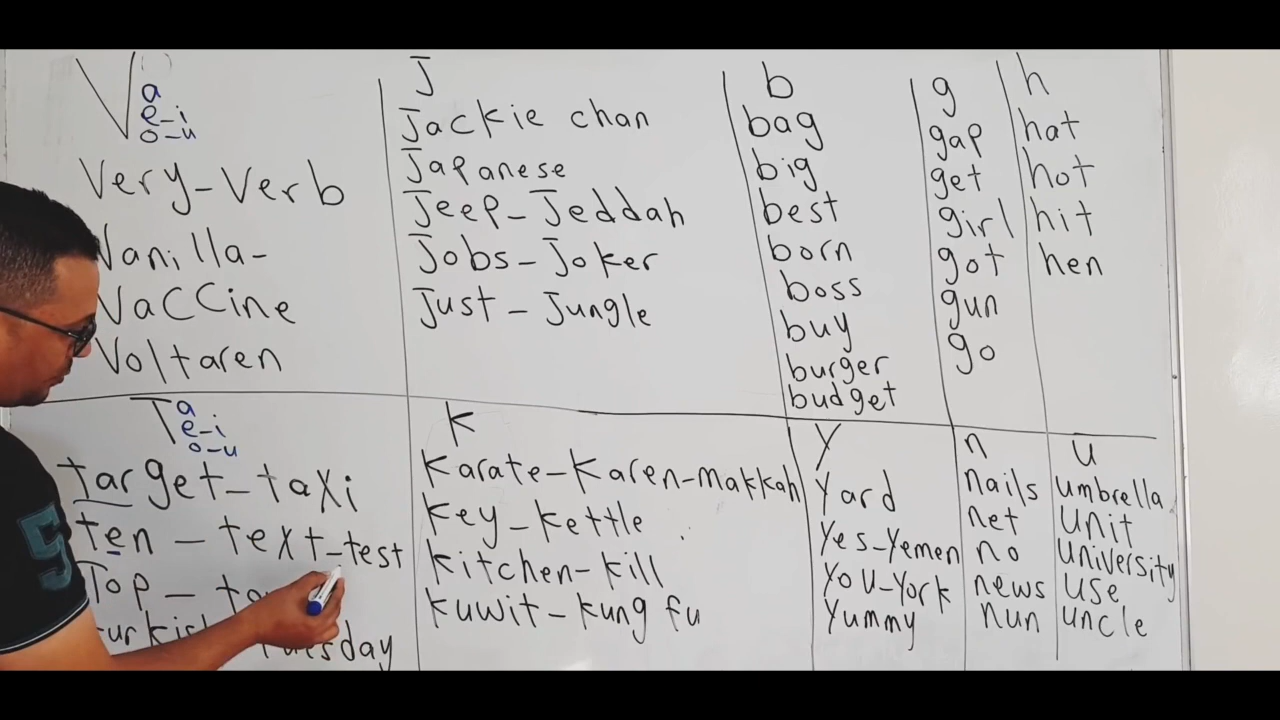 V
a
e-i
o-u
Very-Verb
Vanilla-
VaCCine
Voltaren
J
Jackie chan
Japanese
Jeep-Jeddah
Jobs-Joker
Just-Jungle
b
bag
big
best
born
boss
buy
burger
budget
g
gap
get
girl
got
gun
go
h
hat
hot
hit
hen
T
a
e-i
o-u
target-taxi
ten-text-test
Top-
Tuesday
K
Karate-Karen-Makkah
Key-Kettle
Kitchen-Kill
Kuwit-Kung fu
Y
Yard
Yes-Yemen
You-York
Yummy
n
nails
net
no
news
nun
u
umbrella
Unit
University
Use
Uncle
5